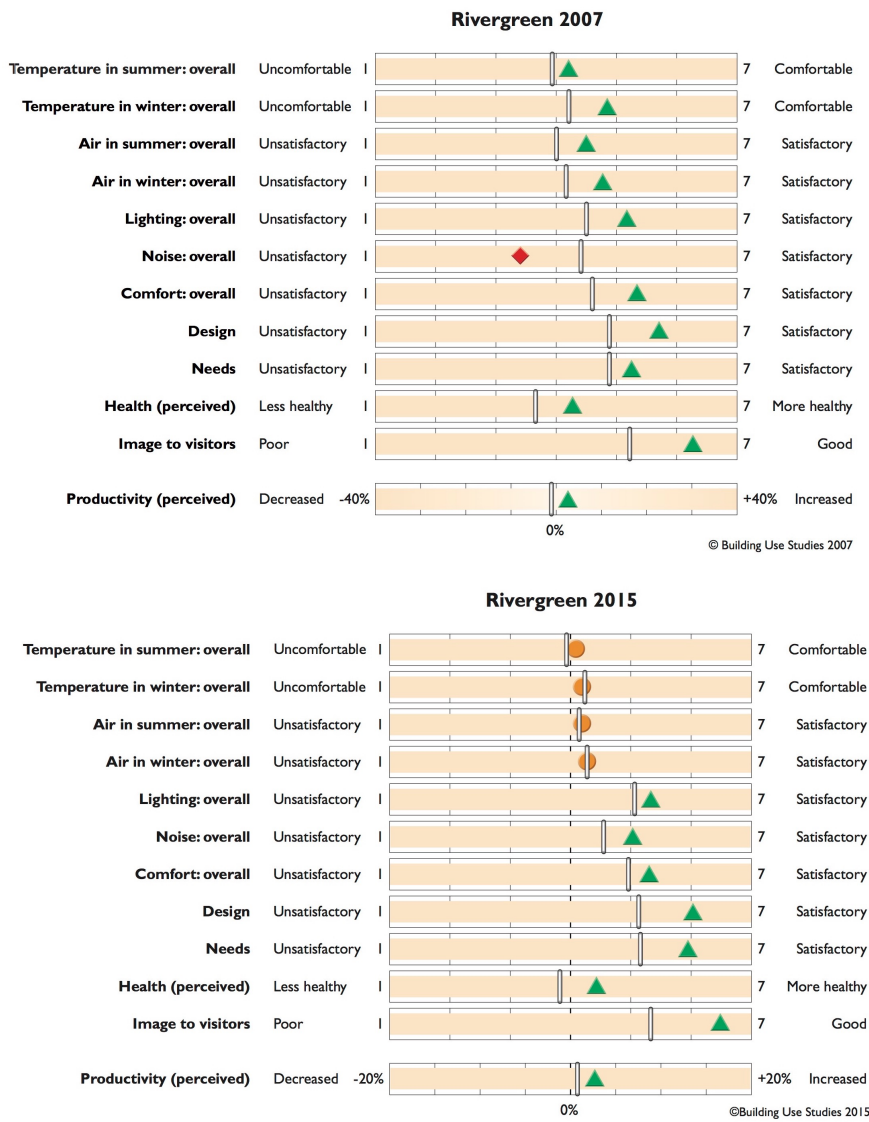 Rivergreen 2007
Temperature in summer: overall Uncomfortable 1 7 Comfortable
Temperature in winter: overall Uncomfortable 1 7 Comfortable
Air in summer: overall Unsatisfactory 1 7 Satisfactory
Air in winter: overall Unsatisfactory 1 7 Satisfactory
Lighting: overall Unsatisfactory 1 7 Satisfactory
Noise: overall Unsatisfactory 1 7 Satisfactory
Comfort: overall Unsatisfactory 1 7 Satisfactory
Design Unsatisfactory 1 7 Satisfactory
Needs Unsatisfactory 1 7 Satisfactory
Health (perceived) Less healthy 1 7 More healthy
Image to visitors Poor 1 7 Good
Productivity (perceived) Decreased -40% +40% Increased
0%
© Building Use Studies 2007
Rivergreen 2015
Temperature in summer: overall Uncomfortable 1 7 Comfortable
Temperature in winter: overall Uncomfortable 1 7 Comfortable
Air in summer: overall Unsatisfactory 1 7 Satisfactory
Air in winter: overall Unsatisfactory 1 7 Satisfactory
Lighting: overall Unsatisfactory 1 7 Satisfactory
Noise: overall Unsatisfactory 1 7 Satisfactory
Comfort: overall Unsatisfactory 1 7 Satisfactory
Design Unsatisfactory 1 7 Satisfactory
Needs Unsatisfactory 1 7 Satisfactory
Health (perceived) Less healthy 1 7 More healthy
Image to visitors Poor 1 7 Good
Productivity (perceived) Decreased -20% +20% Increased
0%
©Building Use Studies 2015